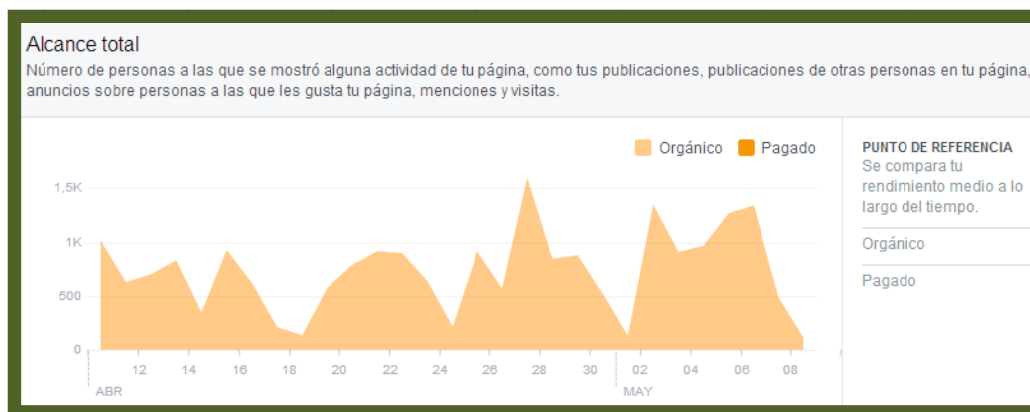 Alcance total
Número de personas a las que se mostró alguna actividad de tu página, como tus publicaciones, publicaciones de otras personas en tu página,
anuncios sobre personas a las que les gusta tu página, menciones y visitas.
Orgánico Pagado
1,5K
1K
500
0
12 14 16 18 20 22 24 26 28 30 02 04 06 08
ABR MAY
PUNTO DE REFERENCIA
Se compara tu
rendimiento medio a lo
largo del tiempo.
Orgánico
Pagado